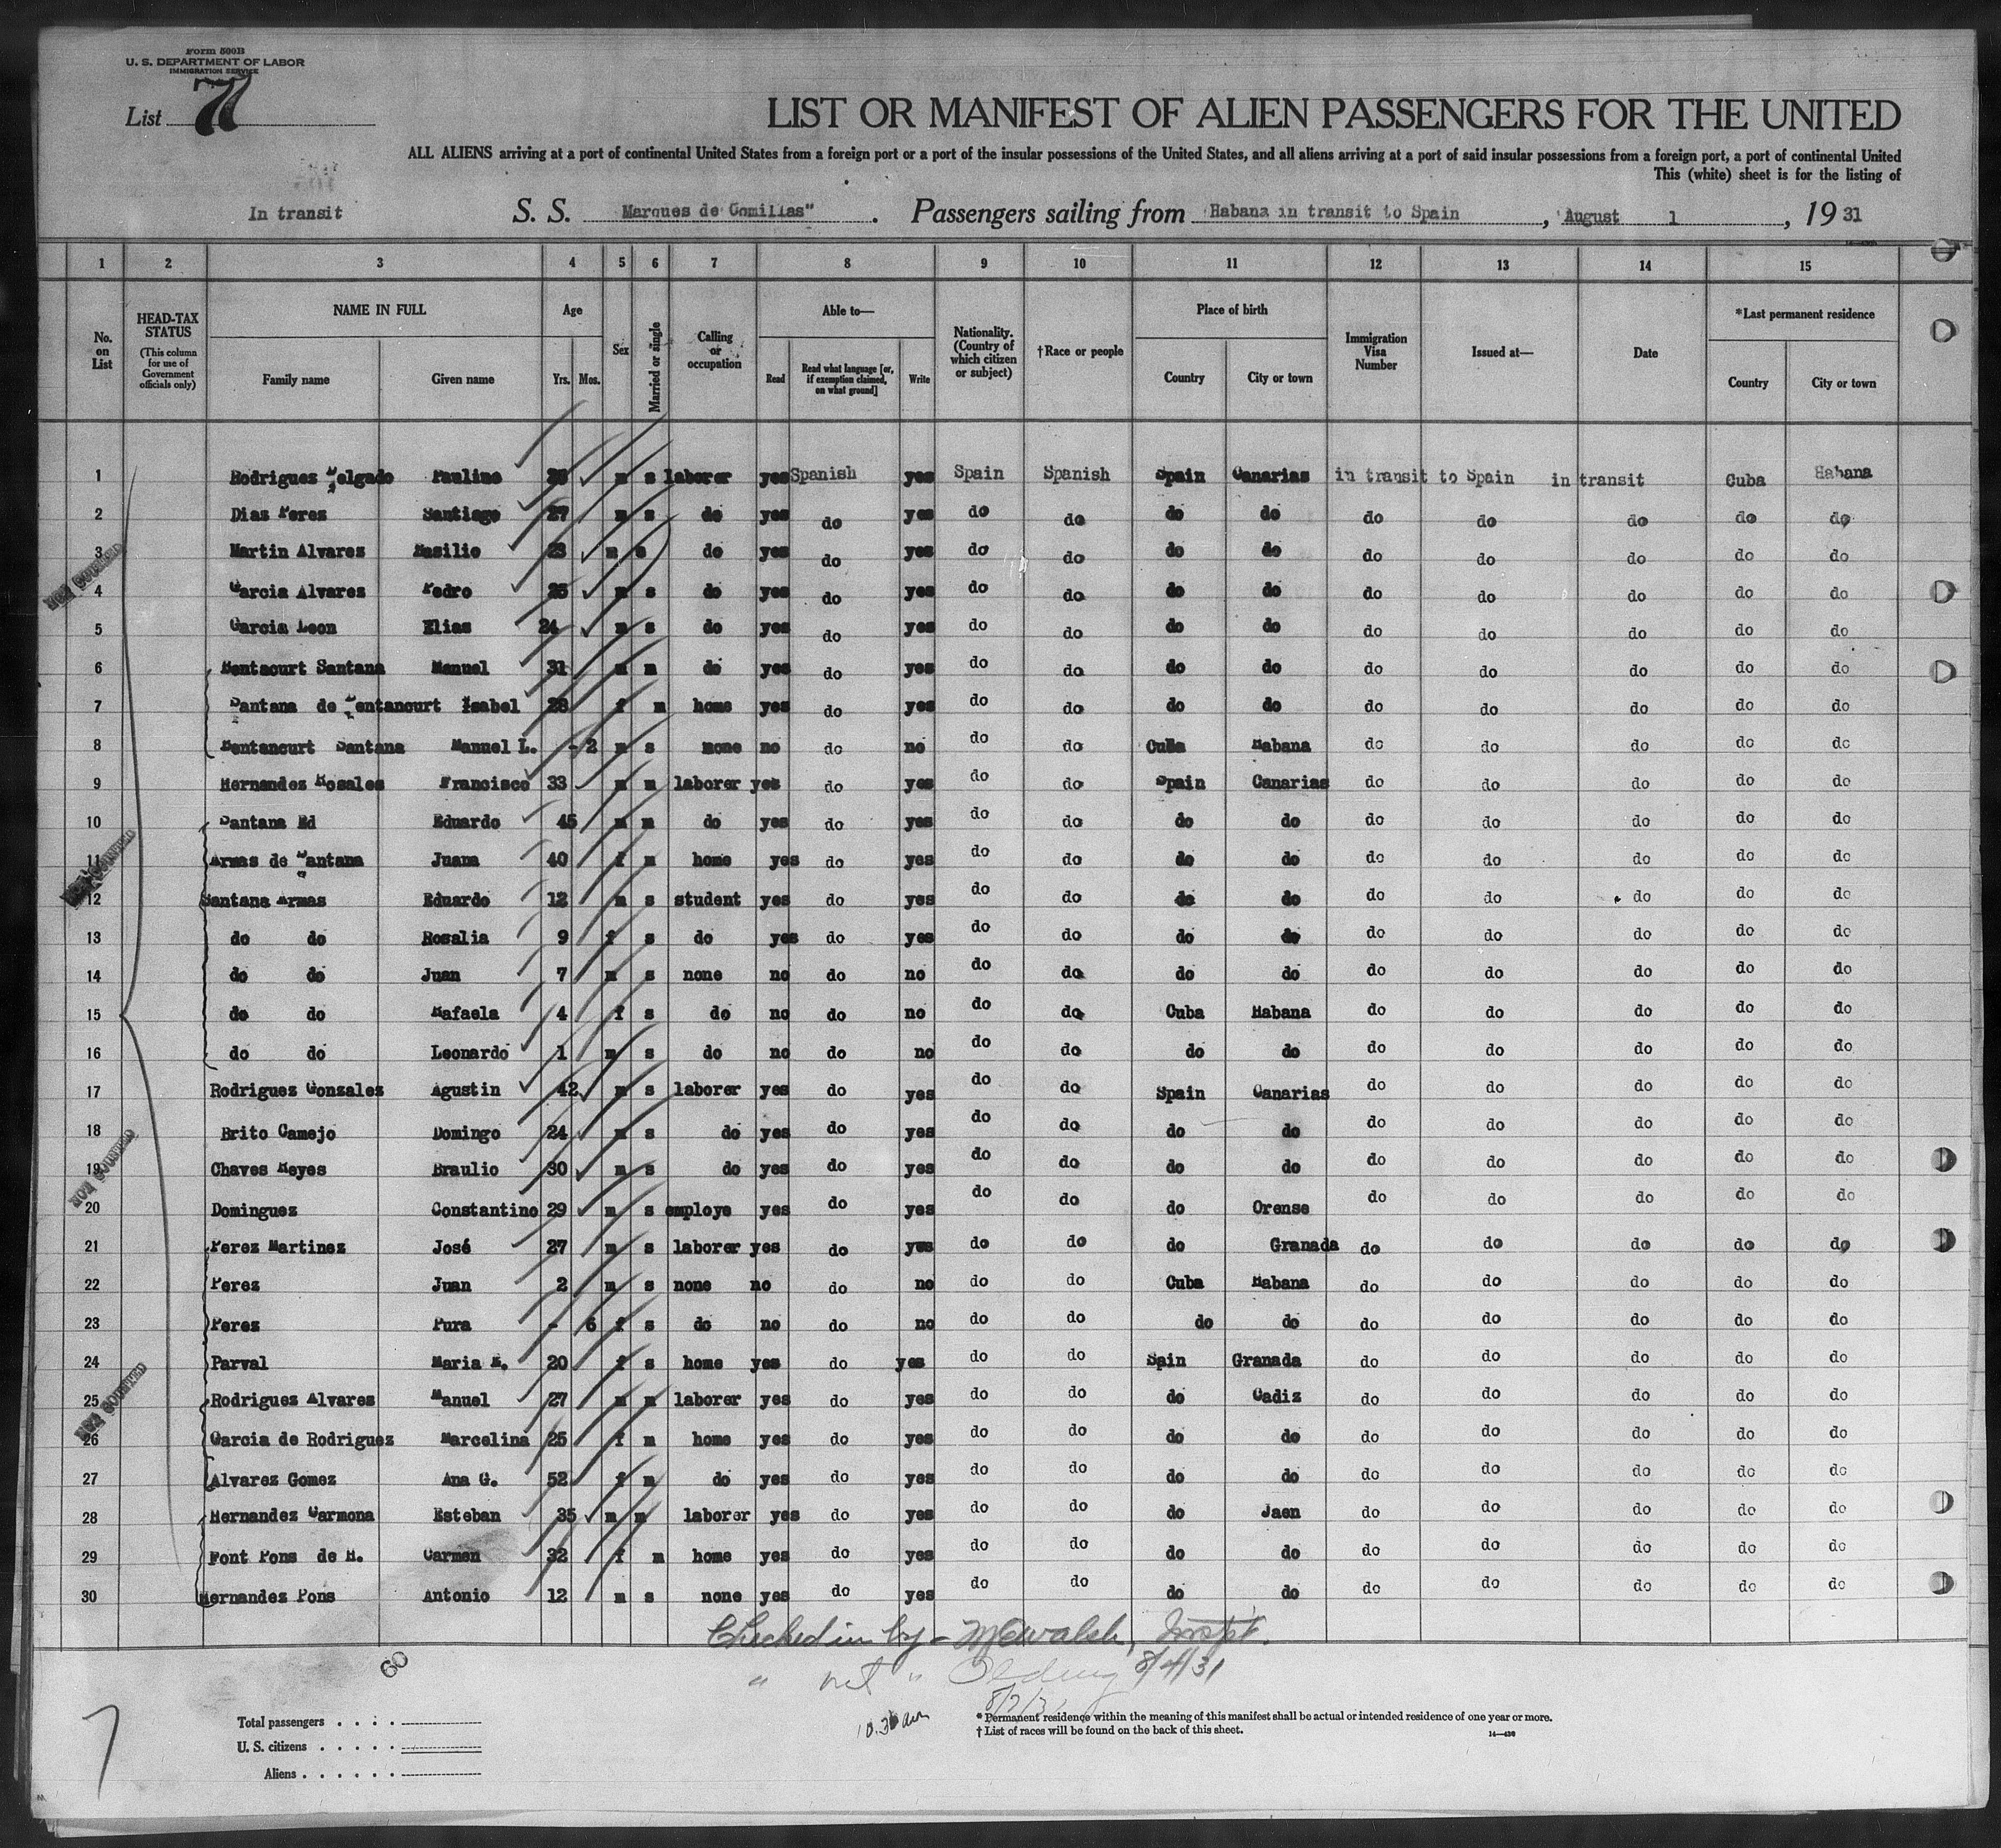 Form 500B
U. S. DEPARTMENT OF LABOR
IMMIGRATION SERVICE
List 7
LIST OR MANIFEST OF ALIEN PASSENGERS FOR THE UNITED
ALL ALIENS arriving at a port of continental United States from a foreign port or a port of the insular possessions of the United States, and all aliens arriving at a port of said insular possessions from a foreign port, a port of continental United
This (white) sheet is for the listing of
In transit S. S. Marques de Comillas" . Passengers sailing from Habana in transit to Spain , August 1 , 19 31
1 2 3 4 5 6 7 8 9 10 11 12 13 14 15
No. on List HEAD-TAX STATUS (This column for use of Government officials only) NAME IN FULL Family name Given name Age Yrs. Mos. Sex Married or single Calling or occupation Able to— Read Read what language [or, if exemption claimed, on what ground] Write Nationality. (Country of which citizen or subject) †Race or people Place of birth Country City or town Immigration Visa Number Issued at— Date *Last permanent residence Country City or town
1 Rodriguez Delgado Paulino m s laborer yes Spanish yes Spain Spanish Spain Canarias in transit to Spain in transit Cuba Habana
2 Dias Perez Santiago 27 m s do yes do yes do do do do do do do do do
3 Martin Alvarez Basilio 23 m s do yes do yes do do do do do do do do do
4 Garcia Alvarez Pedro 25 m s do yes do yes do do do do do do do do do
5 Garcia Leon Elias 24 m s do yes do yes do do do do do do do do do
6 Bentacurt Santana Manuel 31 m m do yes do yes do do do do do do do do do
7 Santana de Bentancurt Isabel 28 f m home yes do yes do do do do do do do do do
8 Bentancurt Santana Manuel L. - 2 m s none no do no do do Cuba Habana do do do do do
9 Hernandez Rosales Francisco 33 m m laborer yes do yes do do Spain Canarias do do do do do
10 Santana Ed Eduardo 45 m m do yes do yes do do do do do do do do do
11 Armas de Santana Juana 40 f m home yes do yes do do do do do do do do do
12 Santana Armas Eduardo 12 m s student yes do yes do do do do do do do do do
13 do do Rosalia 9 f s do yes do yes do do do do do do do do do
14 do do Juan 7 m s none no do no do do do do do do do do do
15 do do Rafaela 4 f s do no do no do do Cuba Habana do do do do do
16 do do Leonardo 1 m s do no do no do do do do do do do do do
17 Rodriguez Gonzalez Agustin 42 m s laborer yes do yes do do Spain Canarias do do do do do
18 Brito Camejo Domingo 24 m s do yes do yes do do do do do do do do do
19 Chaves Reyes Braulio 30 m s do yes do yes do do do do do do do do do
20 Dominguez Constantino 29 m s employe yes do yes do do do Orense do do do do do
21 Perez Martinez José 27 m s laborer yes do yes do do do Granada do do do do do
22 Perez Juan 2 m s none no do no do do Cuba Habana do do do do do
23 Perez Pura - 6 f s do no do no do do do do do do do do do
24 Parval Maria M. 20 f s home yes do yes do do Spain Granada do do do do do
25 Rodriguez Alvarez Manuel 27 m m laborer yes do yes do do do Cadiz do do do do do
26 Garcia de Rodriguez Marcelina 25 f m home yes do yes do do do do do do do do do
27 Alvarez Gomez Ana G. 52 f m do yes do yes do do do do do do do do do
28 Hernandez Carmona Esteban 35 m m laborer yes do yes do do do Jaen do do do do do
29 Font Pons de H. Carmen 32 f m home yes do yes do do do do do do do do do
30 Hernandez Pons Antonio 12 m s none yes do yes do do do do do do do do do
NON COUNTED
NON COUNTED
NON COUNTED
NON COUNTED
Checked in by - McWalsh, Inspt.
8/4/31
60
7
10.30 am
Total passengers
U. S. citizens
Aliens
* Permanent residence within the meaning of this manifest shall be actual or intended residence of one year or more.
† List of races will be found on the back of this sheet.
14—430